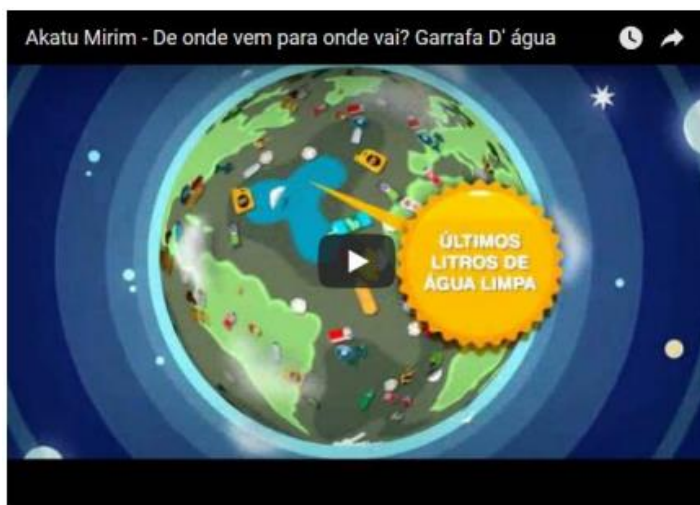 Akatu Mirim - De onde vem para onde vai? Garrafa D' água
ÚLTIMOS
LITROS DE
ÁGUA LIMPA